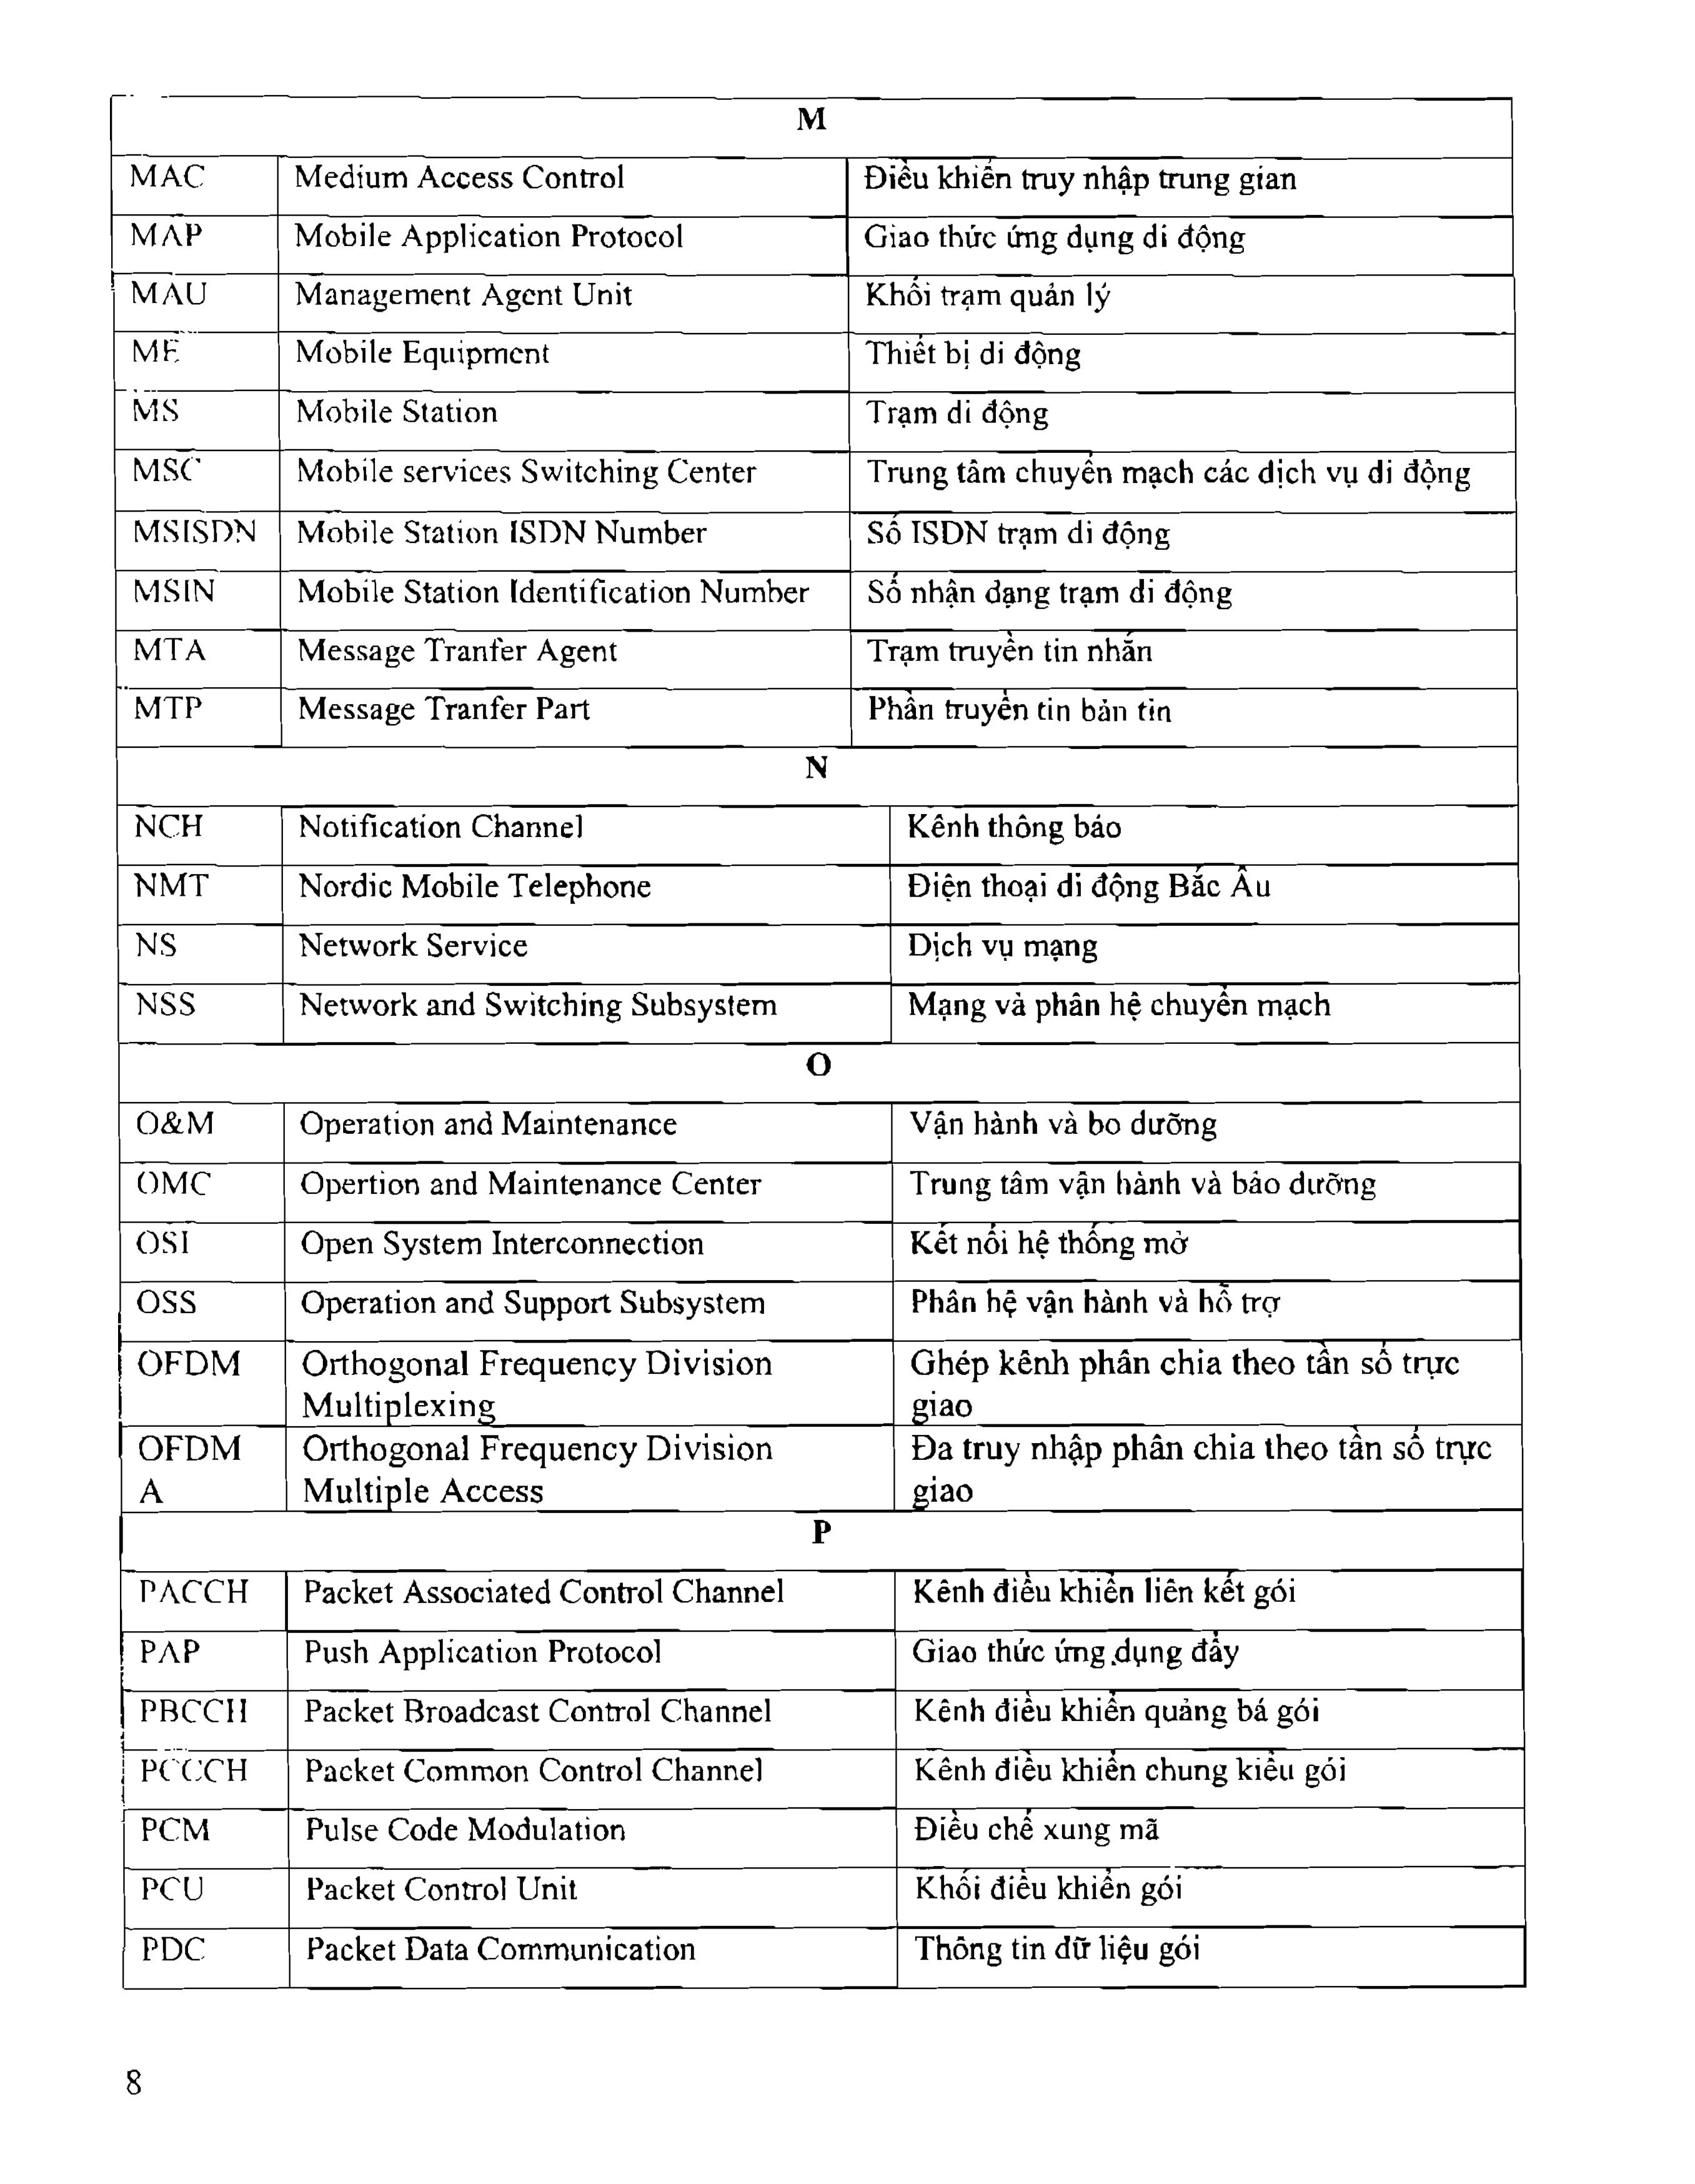 M
MAC Medium Access Control Điều khiển truy nhập trung gian
MAP Mobile Application Protocol Giao thức ứng dụng di động
MAU Management Agent Unit Khối trạm quản lý
ME Mobile Equipment Thiết bị di động
MS Mobile Station Trạm di động
MSC Mobile services Switching Center Trung tâm chuyển mạch các dịch vụ di động
MSISDN Mobile Station ISDN Number Số ISDN trạm di động
MSIN Mobile Station Identification Number Số nhận dạng trạm di động
MTA Message Tranfer Agent Trạm truyền tin nhắn
MTP Message Tranfer Part Phần truyền tin bản tin
N
NCH Notification Channel Kênh thông báo
NMT Nordic Mobile Telephone Điện thoại di động Bắc Âu
NS Network Service Dịch vụ mạng
NSS Network and Switching Subsystem Mạng và phân hệ chuyển mạch
O
O&M Operation and Maintenance Vận hành và bo dưỡng
OMC Opertion and Maintenance Center Trung tâm vận hành và bảo dưỡng
OSI Open System Interconnection Kết nối hệ thống mở
OSS Operation and Support Subsystem Phân hệ vận hành và hỗ trợ
OFDM Orthogonal Frequency Division Ghép kênh phân chia theo tần số trực
Multiplexing giao
OFDM Orthogonal Frequency Division Đa truy nhập phân chia theo tần số trực
A Multiple Access giao
P
PACCH Packet Associated Control Channel Kênh điều khiển liên kết gói
PAP Push Application Protocol Giao thức ứng dụng đẩy
PBCCH Packet Broadcast Control Channel Kênh điều khiển quảng bá gói
PCCCH Packet Common Control Channel Kênh điều khiển chung kiểu gói
PCM Pulse Code Modulation Điều chế xung mã
PCU Packet Control Unit Khối điều khiển gói
PDC Packet Data Communication Thông tin dữ liệu gói
8